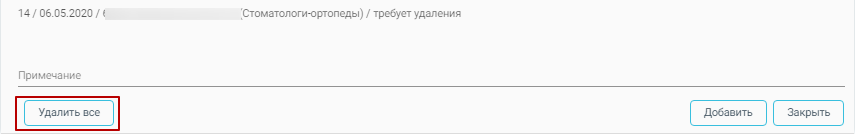 14 / 06.05.2020 / (Стоматологи-ортопеды) / требует удаления
Примечание
Удалить все Добавить Закрыть